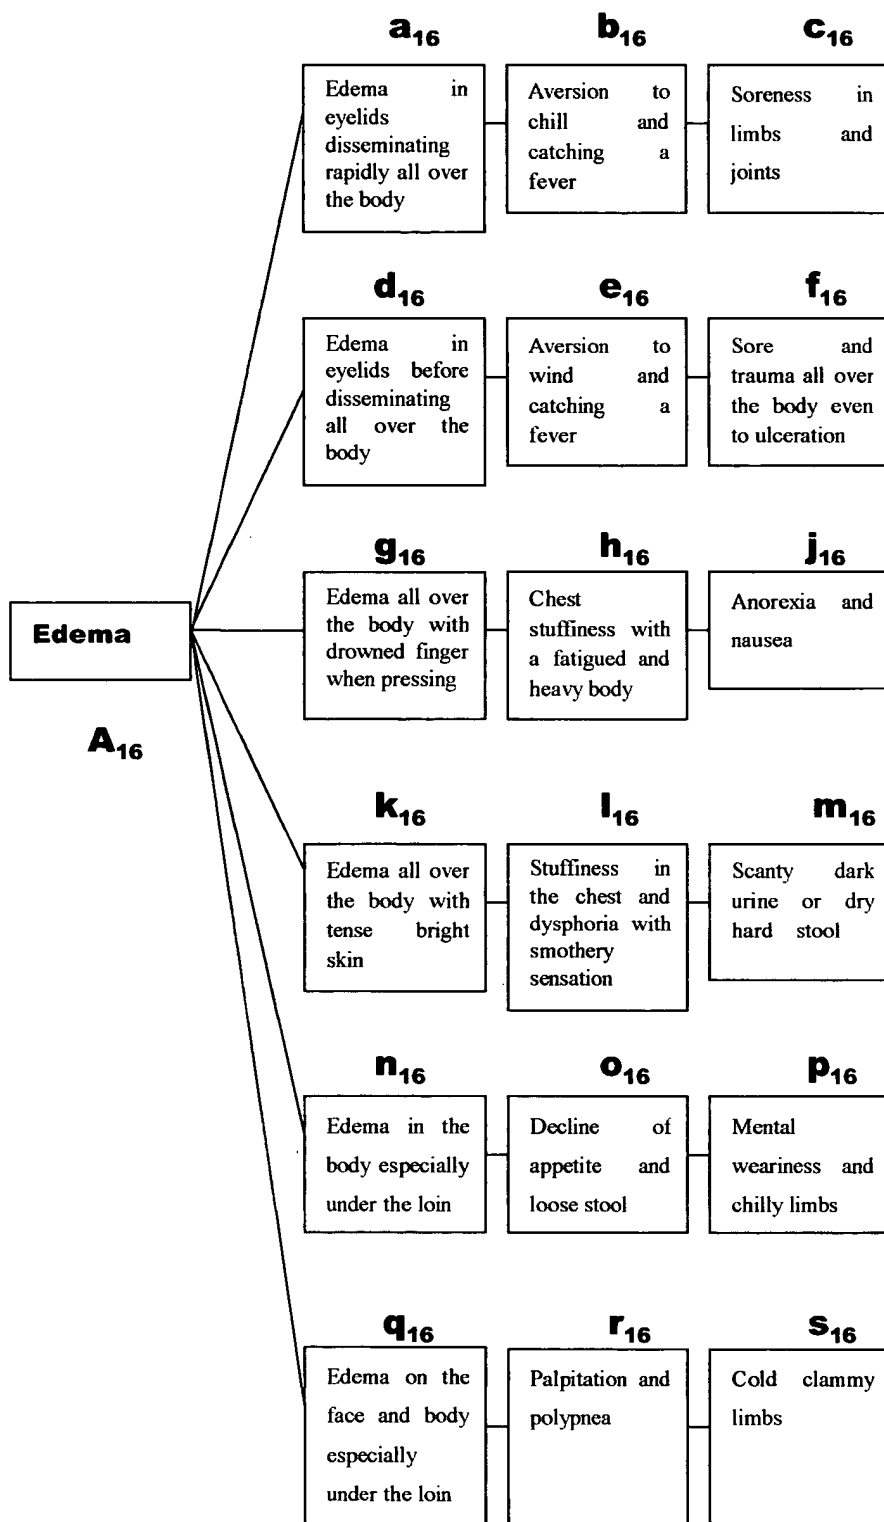 a16 b16 c16
Edema in
eyelids
disseminating
rapidly all over
the body
Aversion to
chill and
catching a
fever
Soreness in
limbs and
joints
d16 e16 f16
Edema in
eyelids before
disseminating
all over the
body
Aversion to
wind and
catching a
fever
Sore and
trauma all over
the body even
to ulceration
g16 h16 j16
Edema all over
the body with
drowned finger
when pressing
Chest
stuffiness with
a fatigued and
heavy body
Anorexia and
nausea
Edema
A16
k16 l16 m16
Edema all over
the body with
tense bright
skin
Stuffiness in
the chest and
dysphoria with
smothery
sensation
Scanty dark
urine or dry
hard stool
n16 o16 p16
Edema in the
body especially
under the loin
Decline of
appetite and
loose stool
Mental
weariness and
chilly limbs
q16 r16 s16
Edema on the
face and body
especially
under the loin
Palpitation and
polypnea
Cold clammy
limbs